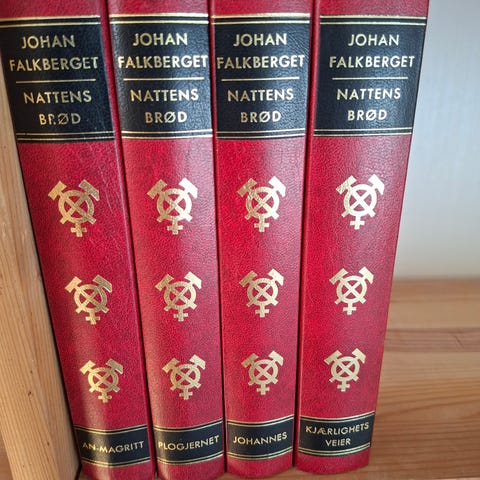 JOHAN
FALKBERGET
NATTENS
BRØD
AN-MAGRITT
JOHAN
FALKBERGET
NATTENS
BRØD
PLOGJERNET
JOHAN
FALKBERGET
NATTENS
BRØD
JOHANNES
JOHAN
FALKBERGET
NATTENS
BRØD
KJÆRLIGHETS
VEIER